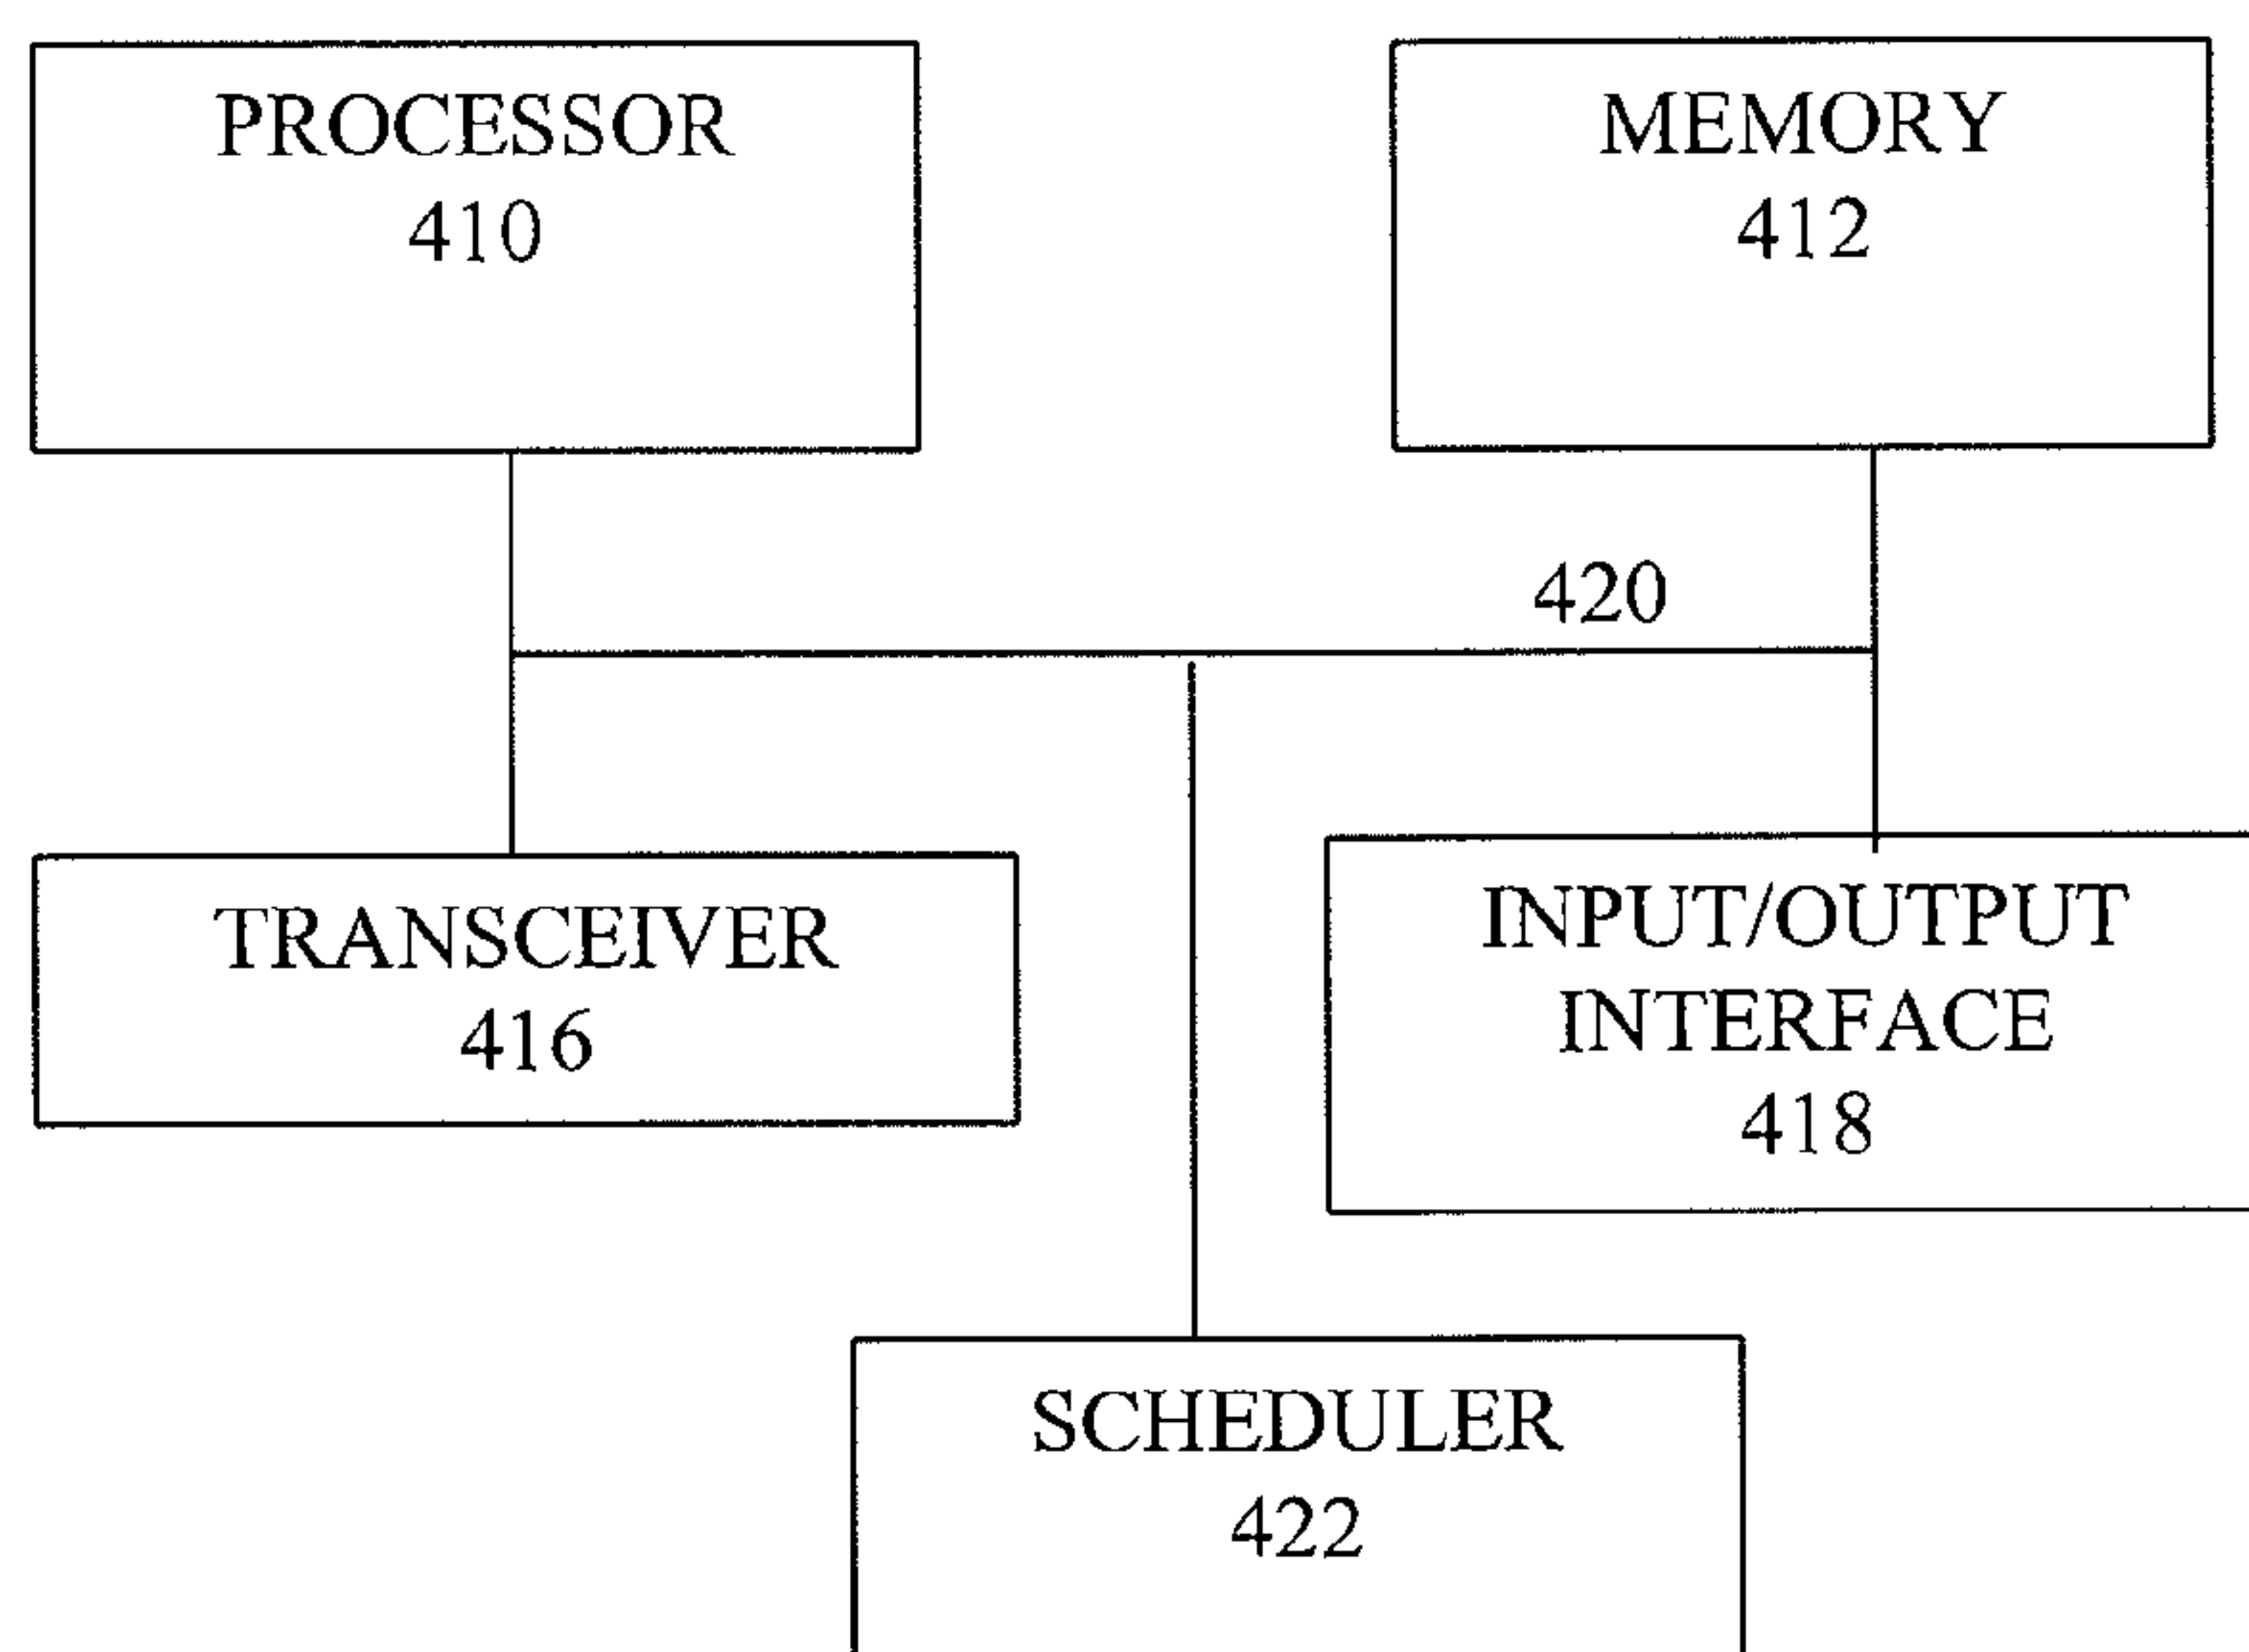 PROCESSOR
410
MEMORY
412
420
TRANSCEIVER
416
INPUT/OUTPUT
INTERFACE
418
SCHEDULER
422